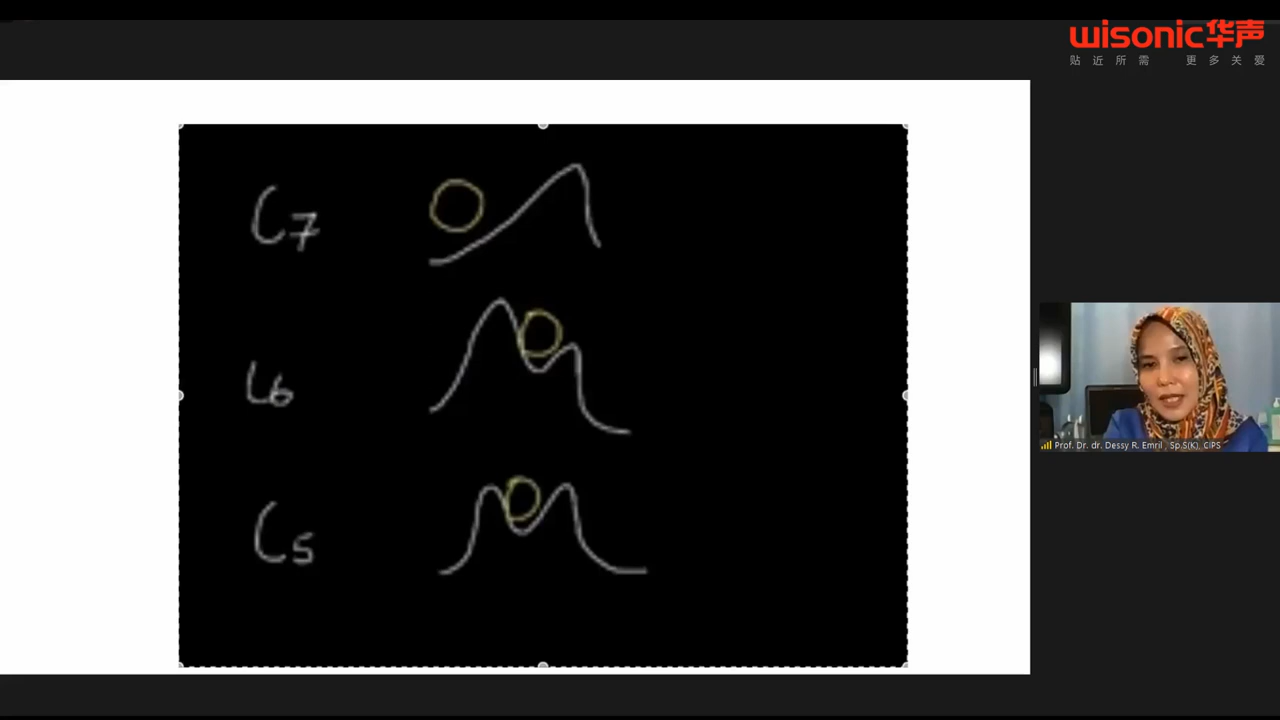 wisonic华声
贴近所需 更多关爱
C7
C6
C5
Prof. Dr. dr. Dessy R. Emril , Sp.S(K). CIPS